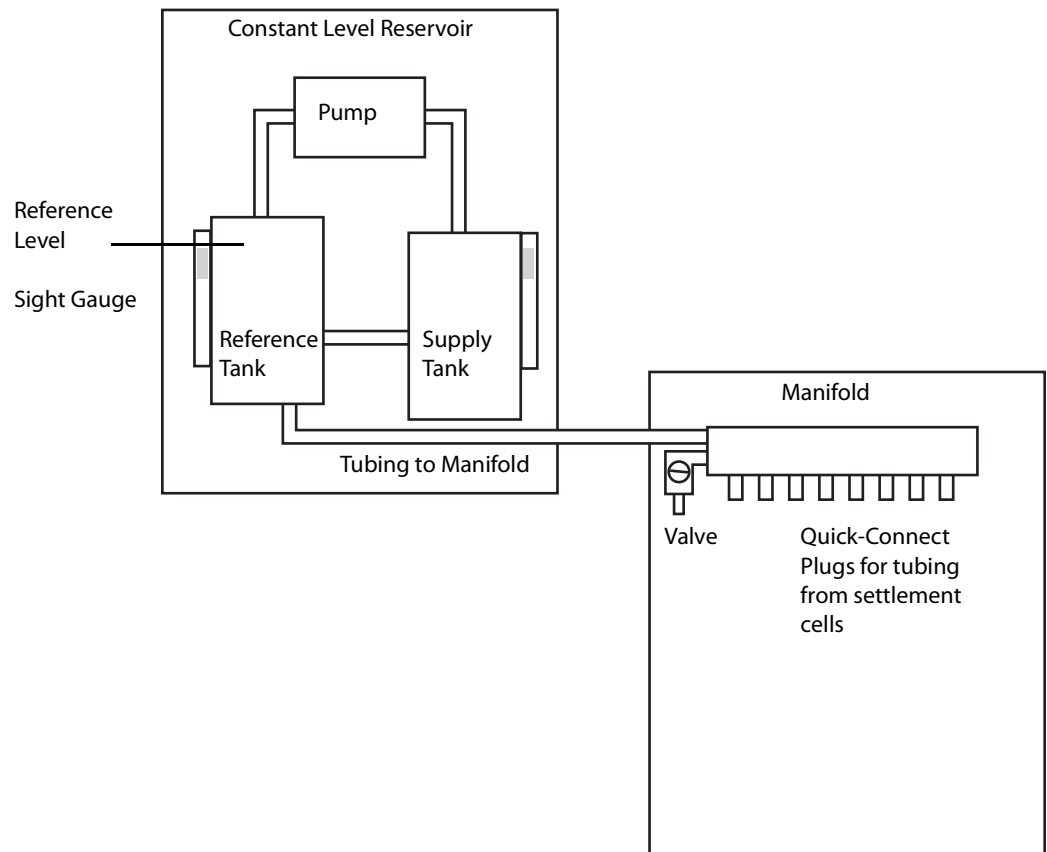 Constant Level Reservoir
Pump
Reference
Level
Sight Gauge
Reference
Tank
Supply
Tank
Tubing to Manifold
Manifold
Valve
Quick-Connect
Plugs for tubing
from settlement
cells